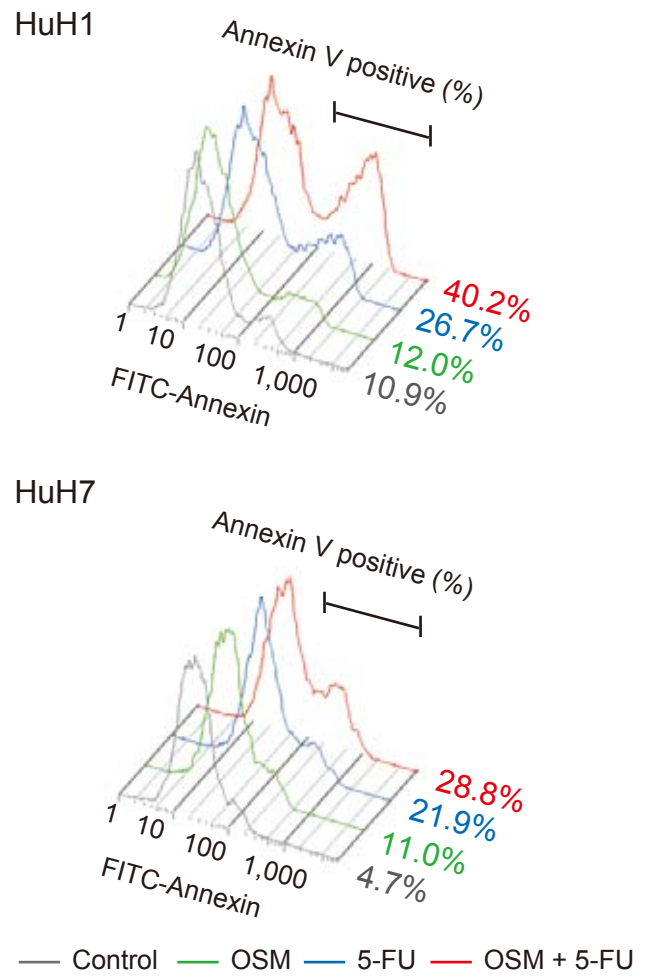 HuH1
Annexin V positive (%)
40.2%
26.7%
12.0%
10.9%
1 10 100 1,000
FITC-Annexin
HuH7
Annexin V positive (%)
28.8%
21.9%
11.0%
4.7%
1 10 100 1,000
FITC-Annexin
Control OSM 5-FU OSM + 5-FU